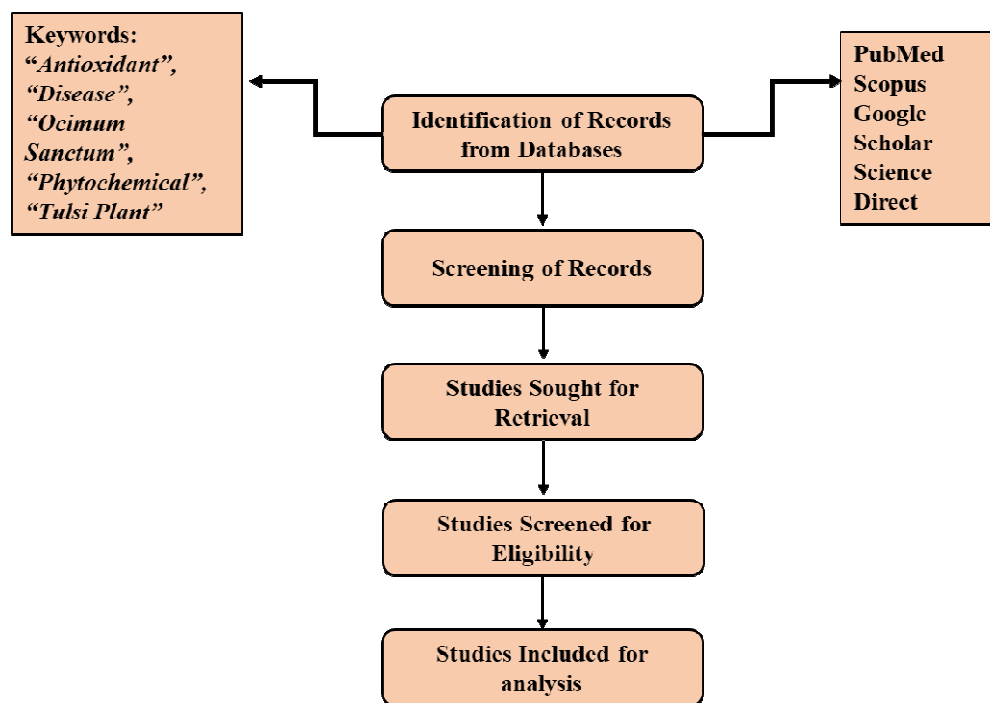 Keywords:
“Antioxidant”,
“Disease”,
“Ocimum
Sanctum”,
“Phytochemical”,
“Tulsi Plant”
Identification of Records
from Databases
PubMed
Scopus
Google
Scholar
Science
Direct
Screening of Records
Studies Sought for
Retrieval
Studies Screened for
Eligibility
Studies Included for
analysis